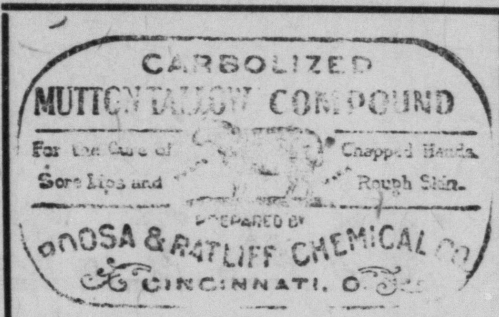 CARBOLIZED
MUTTON TALLOW COMPOUND
For the Cure of
Sore Lips and
Chapped Hands
Rough Skin.
PREPARED BY
& RATLIFF CHEMICAL CO.
CINCINNATI, O.